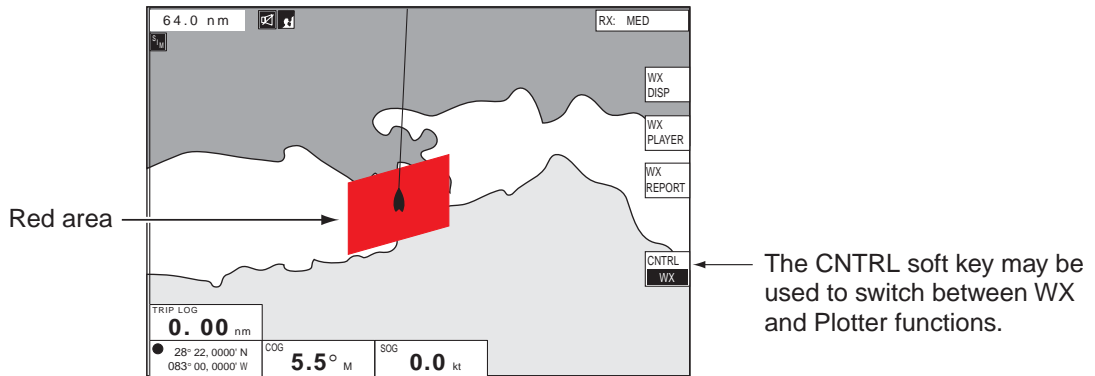 64.0 nm
RX: MED
SIM
WX
DISP
WX
PLAYER
WX
REPORT
Red area
CNTRL
WX
The CNTRL soft key may be
used to switch between WX
and Plotter functions.
TRIP LOG
0. 00 nm
28° 22, 0000' N
083° 00, 0000' W
COG
5.5° M
SOG
0.0 kt